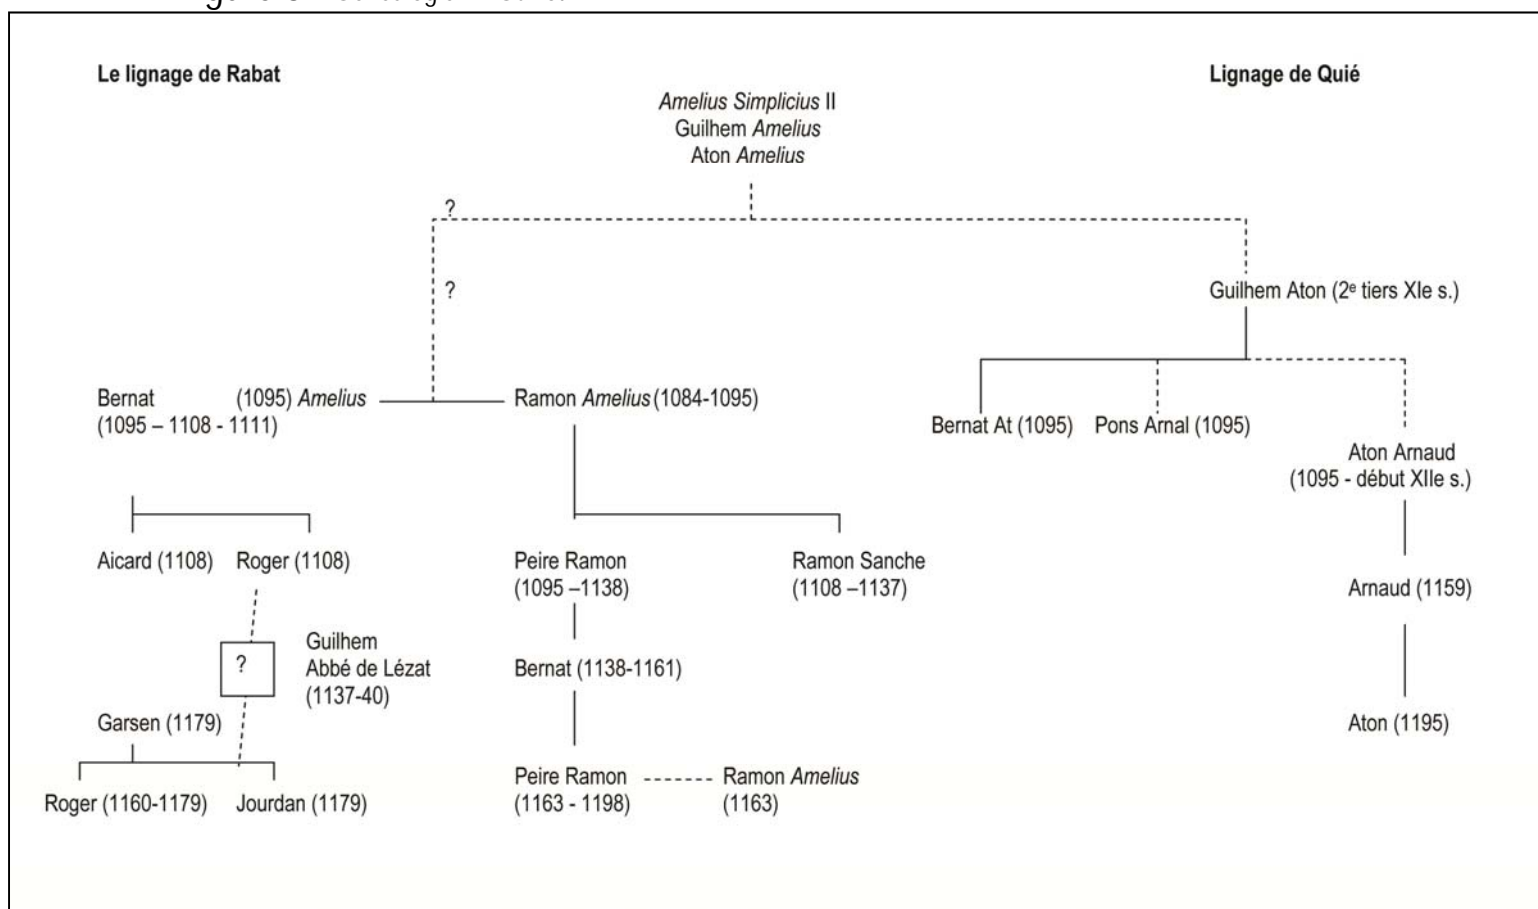 Le lignage de Rabat
Lignage de Quié
Amelius Simplicius II
Guilhem Amelius
Aton Amelius
?
?
Guilhem Aton (2e tiers XIe s.)
Bernat (1095) Amelius
(1095 – 1108 - 1111)
Ramon Amelius (1084-1095)
Bernat At (1095)
Pons Arnal (1095)
Aton Arnaud
(1095 - début XIIe s.)
Aicard (1108)
Roger (1108)
Peire Ramon
(1095 –1138)
Ramon Sanche
(1108 –1137)
Arnaud (1159)
?
Guilhem
Abbé de Lézat
(1137-40)
Bernat (1138-1161)
Garsen (1179)
Aton (1195)
Roger (1160-1179)
Jourdan (1179)
Peire Ramon
(1163 - 1198)
Ramon Amelius
(1163)